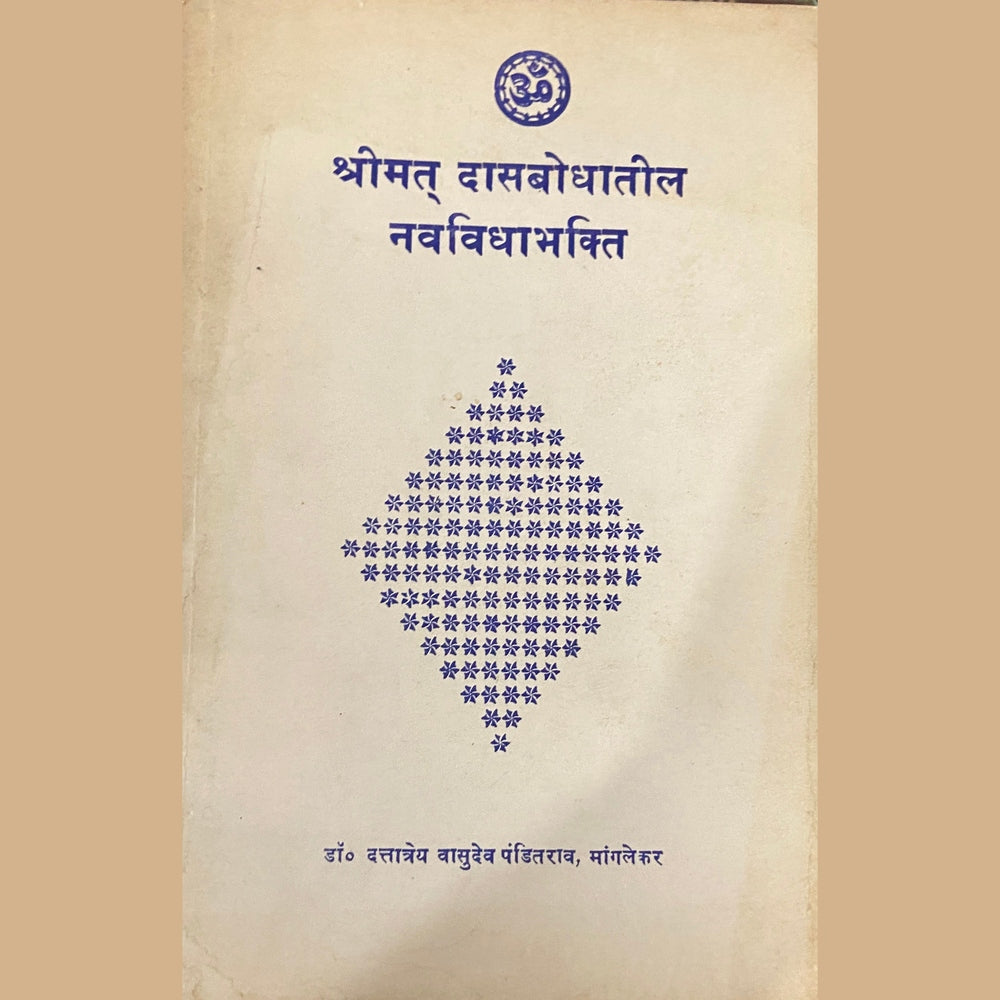 ॐ
श्रीमत् दासबोधातील
नवविधाभक्ति
डॉ० दत्तात्रेय वासुदेव पंडितराव, मांगलेकर